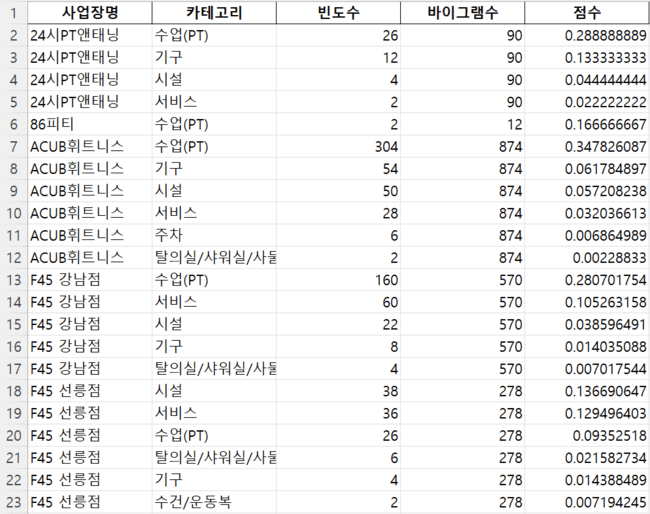 1 사업장명 카테고리 빈도수 바이그램수 점수
2 24시PT앤태닝 수업(PT) 26 90 0.288888889
3 24시PT앤태닝 기구 12 90 0.133333333
4 24시PT앤태닝 시설 4 90 0.044444444
5 24시PT앤태닝 서비스 2 90 0.022222222
6 86피티 수업(PT) 2 12 0.166666667
7 ACUB휘트니스 수업(PT) 304 874 0.347826087
8 ACUB휘트니스 기구 54 874 0.061784897
9 ACUB휘트니스 시설 50 874 0.057208238
10 ACUB휘트니스 서비스 28 874 0.032036613
11 ACUB휘트니스 주차 6 874 0.006864989
12 ACUB휘트니스 탈의실/샤워실/사물 2 874 0.00228833
13 F45 강남점 수업(PT) 160 570 0.280701754
14 F45 강남점 서비스 60 570 0.105263158
15 F45 강남점 시설 22 570 0.038596491
16 F45 강남점 기구 8 570 0.014035088
17 F45 강남점 탈의실/샤워실/사물 4 570 0.007017544
18 F45 선릉점 시설 38 278 0.136690647
19 F45 선릉점 서비스 36 278 0.129496403
20 F45 선릉점 수업(PT) 26 278 0.09352518
21 F45 선릉점 탈의실/샤워실/사물 6 278 0.021582734
22 F45 선릉점 기구 4 278 0.014388489
23 F45 선릉점 수건/운동복 2 278 0.007194245